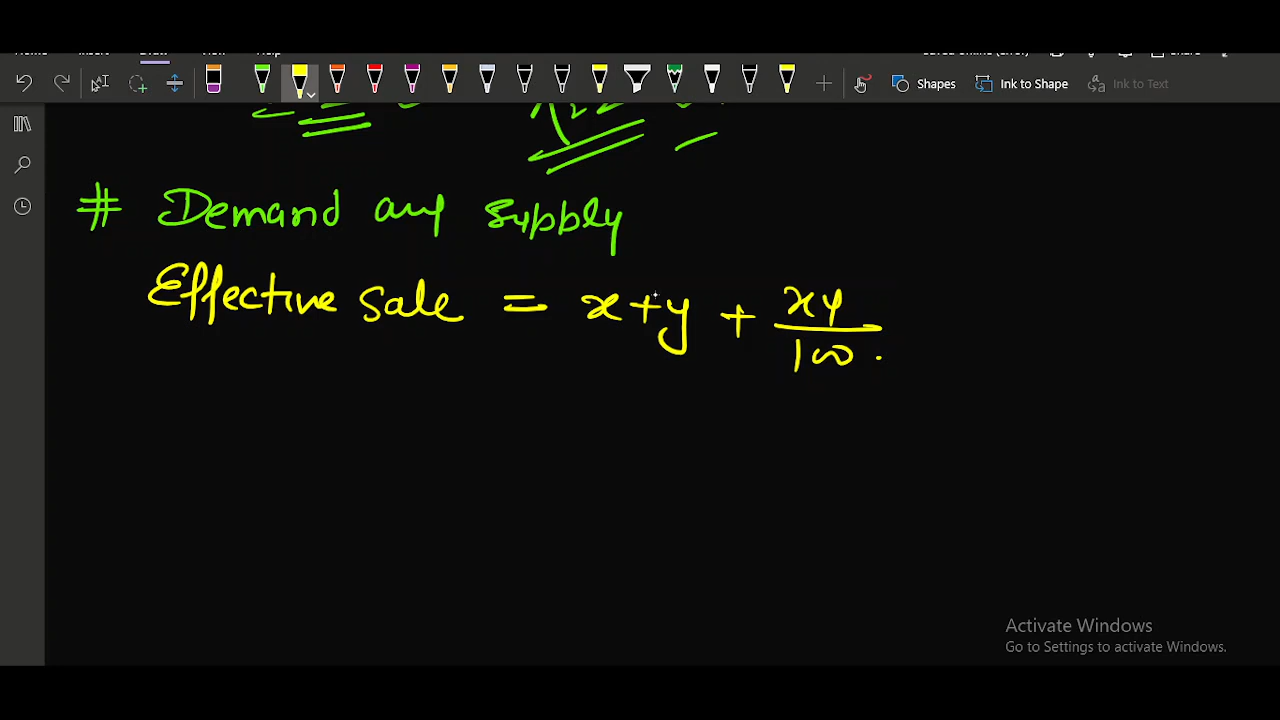 Shapes Ink to Shape Ink to Text
# Demand and supply
Effective sale = x+y + xy/100.
Activate Windows
Go to Settings to activate Windows.